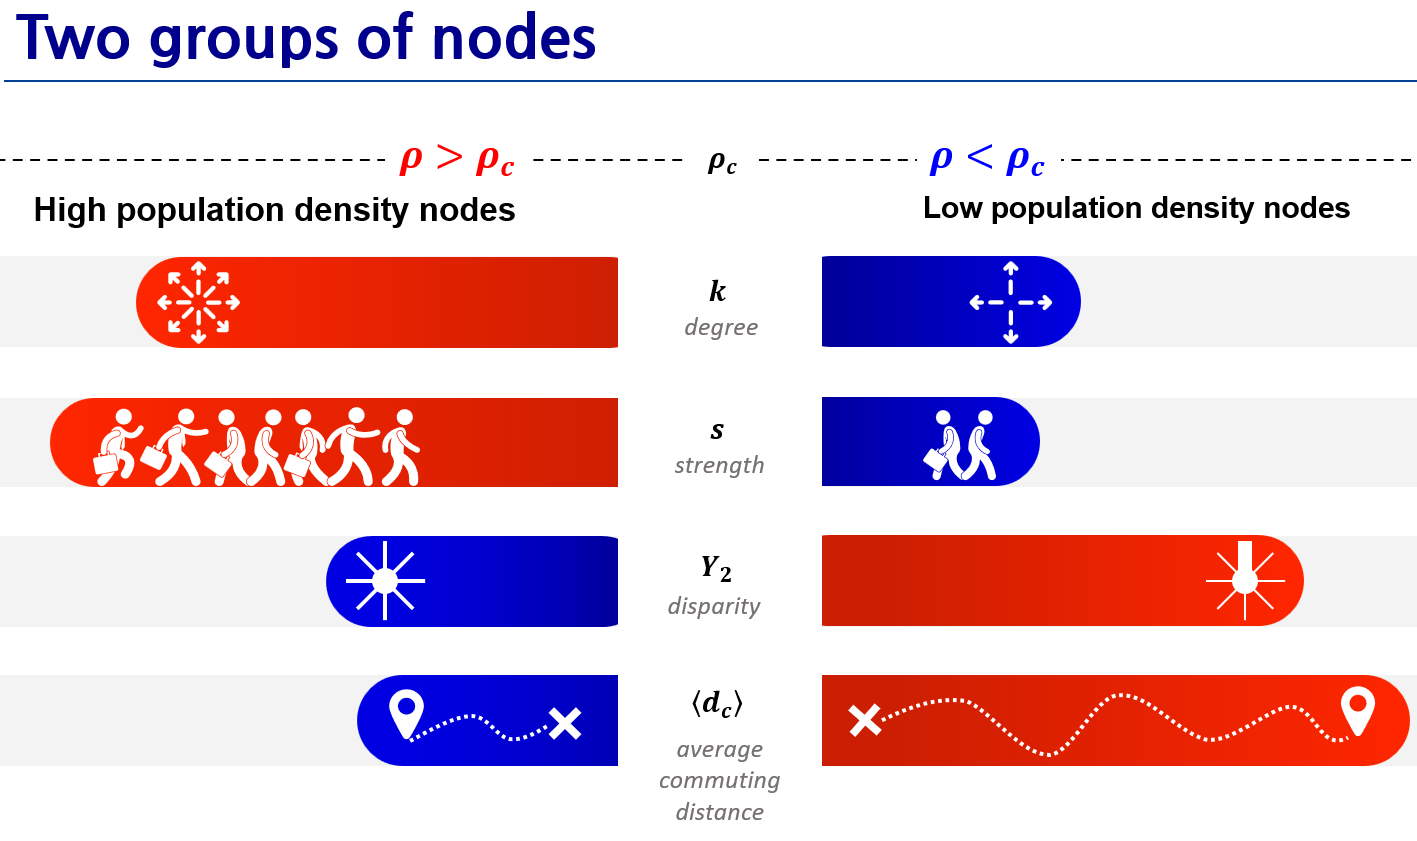 Two groups of nodes
ρ > ρc
ρc
ρ < ρc
High population density nodes
Low population density nodes
k
degree
s
strength
Y2
disparity
⟨dc⟩
average
commuting
distance